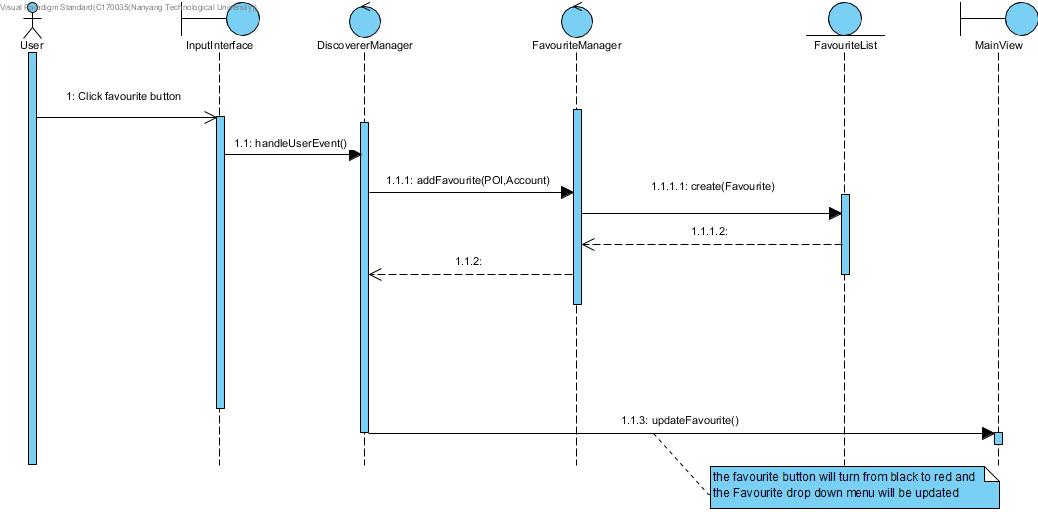 Visual Paradigm Standard(C170035(Nanyang Technological University))
User
InputInterface
DiscovererManager
FavouriteManager
FavouriteList
MainView
1: Click favourite button
1.1: handleUserEvent()
1.1.1: addFavourite(POI,Account)
1.1.1.1: create(Favourite)
1.1.1.2:
1.1.2:
1.1.3: updateFavourite()
the favourite button will turn from black to red and
the Favourite drop down menu will be updated